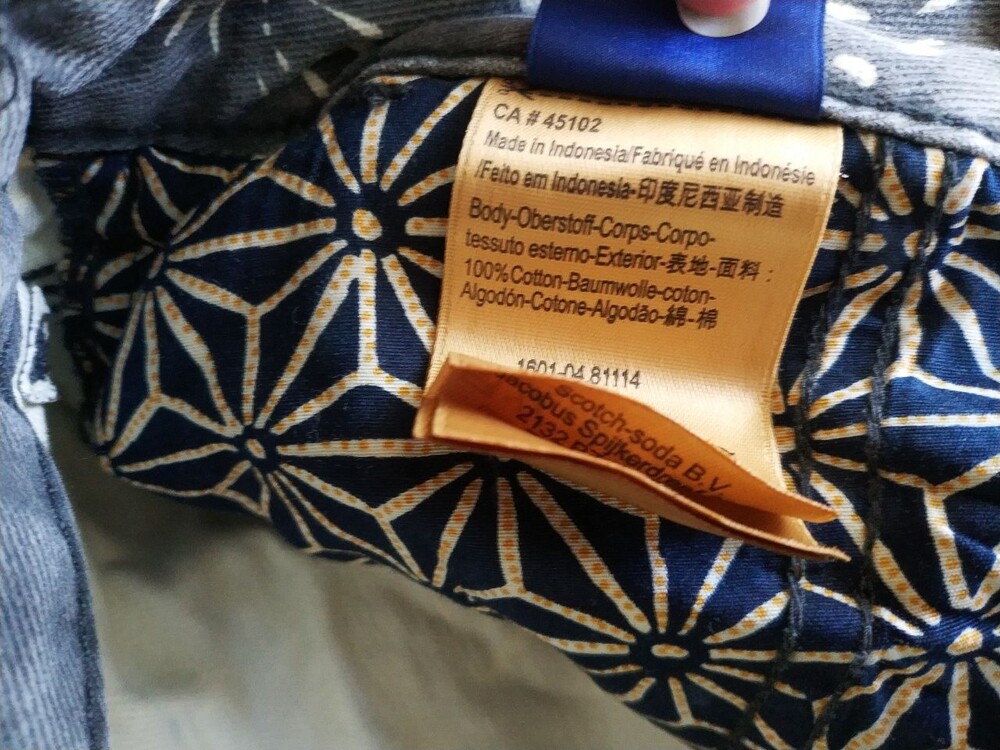 CA # 45102
Made in Indonesia/Fabriqué en Indonésie
/Feito em Indonesia-印度尼西亚制造
Body-Oberstoff-Corps-Corpo-
tessuto esterno-Exterior-表地-面料：
100%Cotton-Baumwolle-coton-
Algodón-Cotone-Algodão-綿-棉
1601-04.81114
scotch-soda B.V.
Jacobus Spijkerdreef
2132